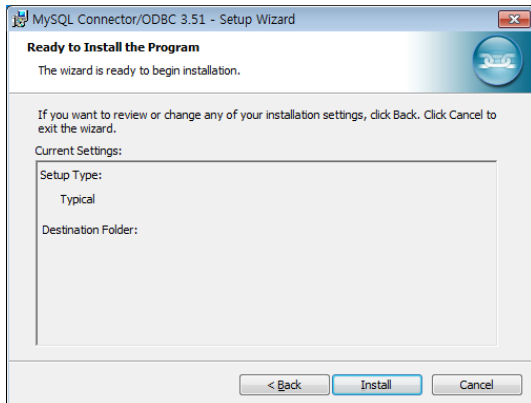 MySQL Connector/ODBC 3.51 - Setup Wizard
Ready to Install the Program
The wizard is ready to begin installation.
If you want to review or change any of your installation settings, click Back. Click Cancel to
exit the wizard.
Current Settings:
Setup Type:
Typical
Destination Folder:
< Back Install Cancel